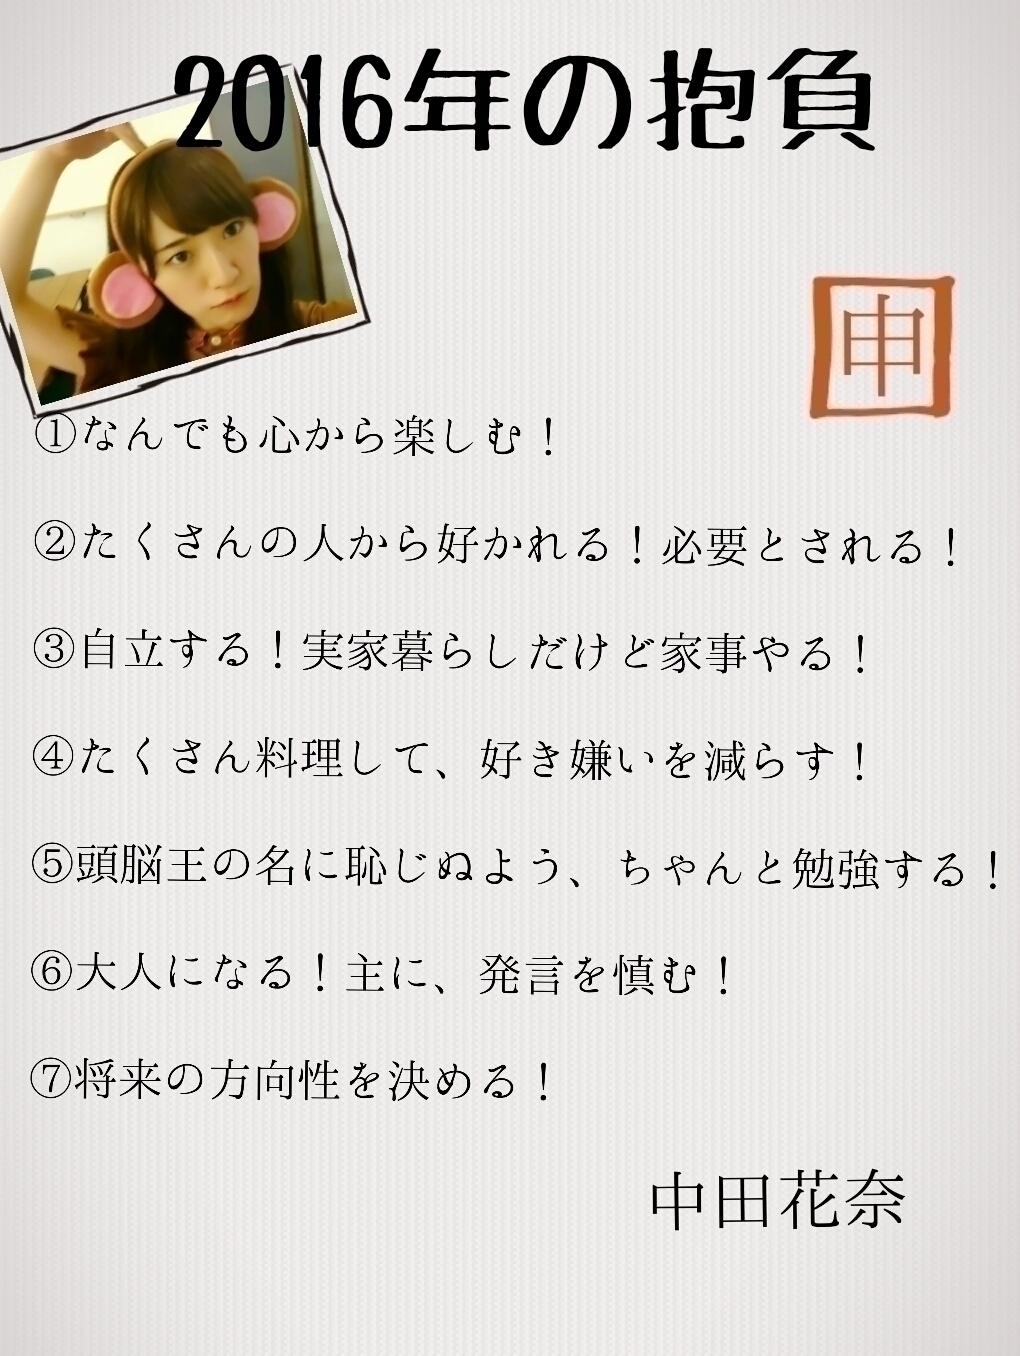 2016年の抱負
申
①なんでも心から楽しむ！
②たくさんの人から好かれる！必要とされる！
③自立する！実家暮らしだけど家事やる！
④たくさん料理して、好き嫌いを減らす！
⑤頭脳王の名に恥じぬよう、ちゃんと勉強する！
⑥大人になる！主に、発言を慎む！
⑦将来の方向性を決める！
中田花奈